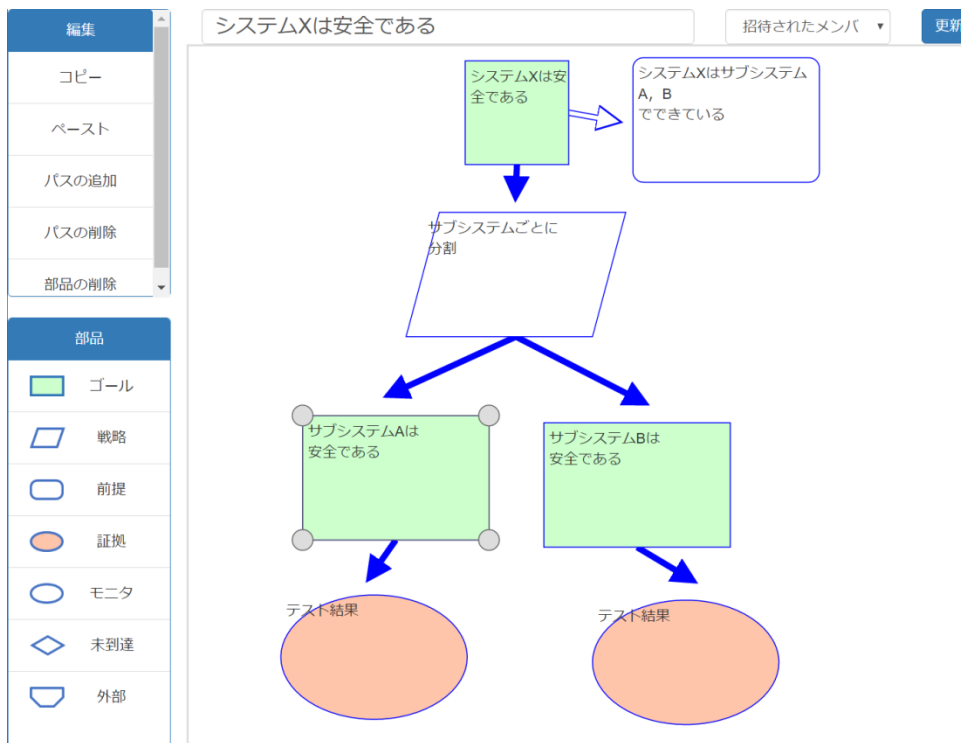 編集
コピー
ペースト
パスの追加
パスの削除
部品の削除
部品
ゴール
戦略
前提
証拠
モニタ
未到達
外部
システムXは安全である
招待されたメンバ
更新
システムXは安
全である
システムXはサブシステム
A, B
でできている
サブシステムごとに
分割
サブシステムAは
安全である
サブシステムBは
安全である
テスト結果
テスト結果